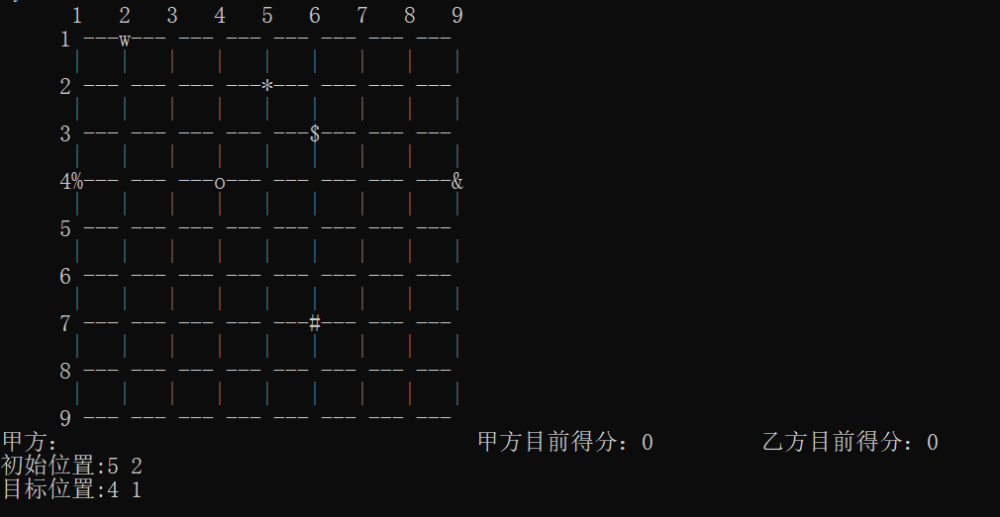 1 2 3 4 5 6 7 8 9
1 ---w--- --- --- --- --- --- ---
| | | | | | | | |
2 --- --- --- ---*--- --- --- ---
| | | | | | | | |
3 --- --- --- --- ---$--- --- ---
| | | | | | | | |
4%--- --- ---o--- --- --- --- ---&
| | | | | | | | |
5 --- --- --- --- --- --- --- ---
| | | | | | | | |
6 --- --- --- --- --- --- --- ---
| | | | | | | | |
7 --- --- --- --- ---#--- --- ---
| | | | | | | | |
8 --- --- --- --- --- --- --- ---
| | | | | | | | |
9 --- --- --- --- --- --- --- ---
甲方: 甲方目前得分: 0 乙方目前得分: 0
初始位置:5 2
目标位置:4 1